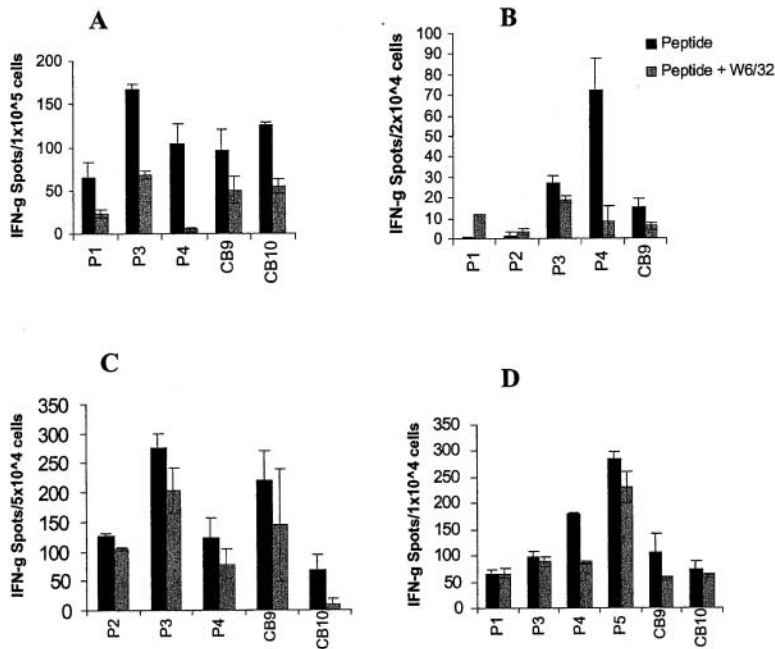 A
IFN-g Spots/1x10^5 cells
200
150
100
50
0
P1
P3
P4
CB9
CB10
B
IFN-g Spots/2x10^4 cells
100
90
80
70
60
50
40
30
20
10
0
P1
P2
P3
P4
CB9
Peptide
Peptide + W6/32
C
IFN-g Spots/5x10^4 cells
350
300
250
200
150
100
50
0
P2
P3
P4
CB9
CB10
D
IFN-g Spots/1x10^4 cells
350
300
250
200
150
100
50
0
P1
P3
P4
P5
CB9
CB10